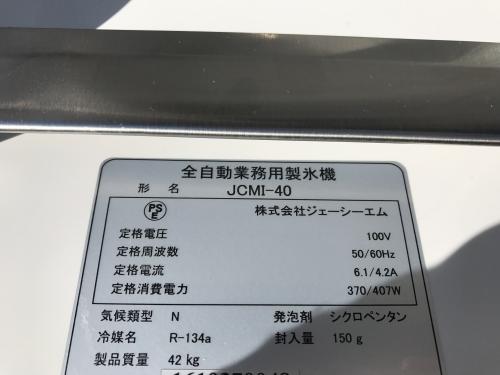 全自動業務用製氷機
形 名 JCMI-40
PS
E 株式会社ジェーシーエム
定格電圧 100V
定格周波数 50/60Hz
定格電流 6.1/4.2A
定格消費電力 370/407W
気候類型 N 発泡剤 シクロペンタン
冷媒名 R-134a 封入量 150g
製品質量 42kg